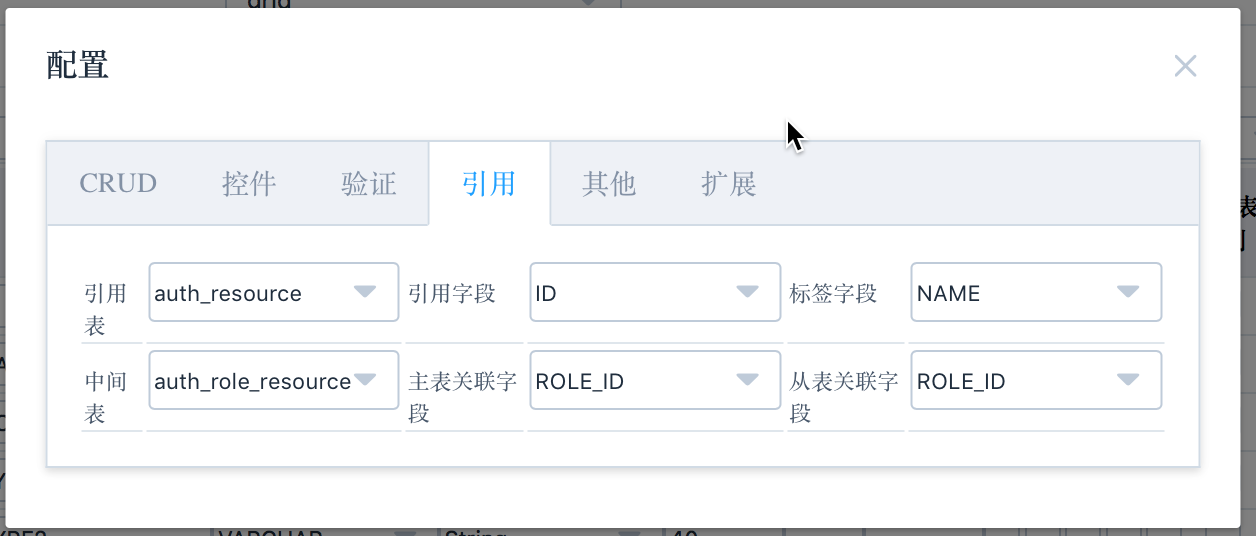 配置
CRUD 控件 验证 引用 其他 扩展
引用表 auth_resource 引用字段 ID 标签字段 NAME
中间表 auth_role_resource 主表关联字段 ROLE_ID 从表关联字段 ROLE_ID